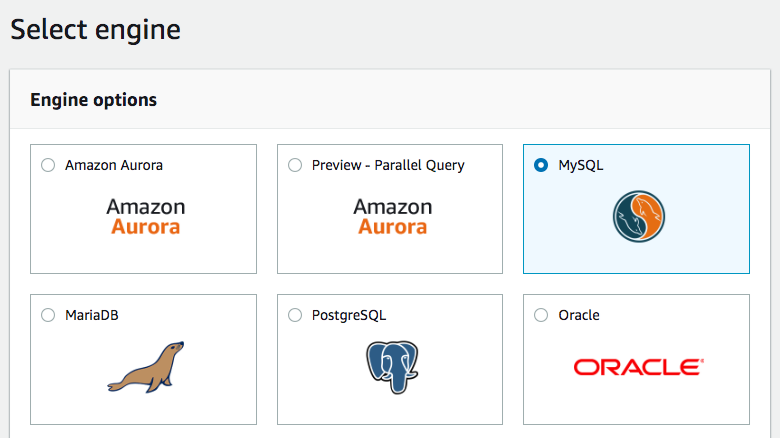 Select engine
Engine options
Amazon Aurora
Preview - Parallel Query
MySQL
Amazon
Aurora
Amazon
Aurora
MariaDB
PostgreSQL
Oracle
ORACLE